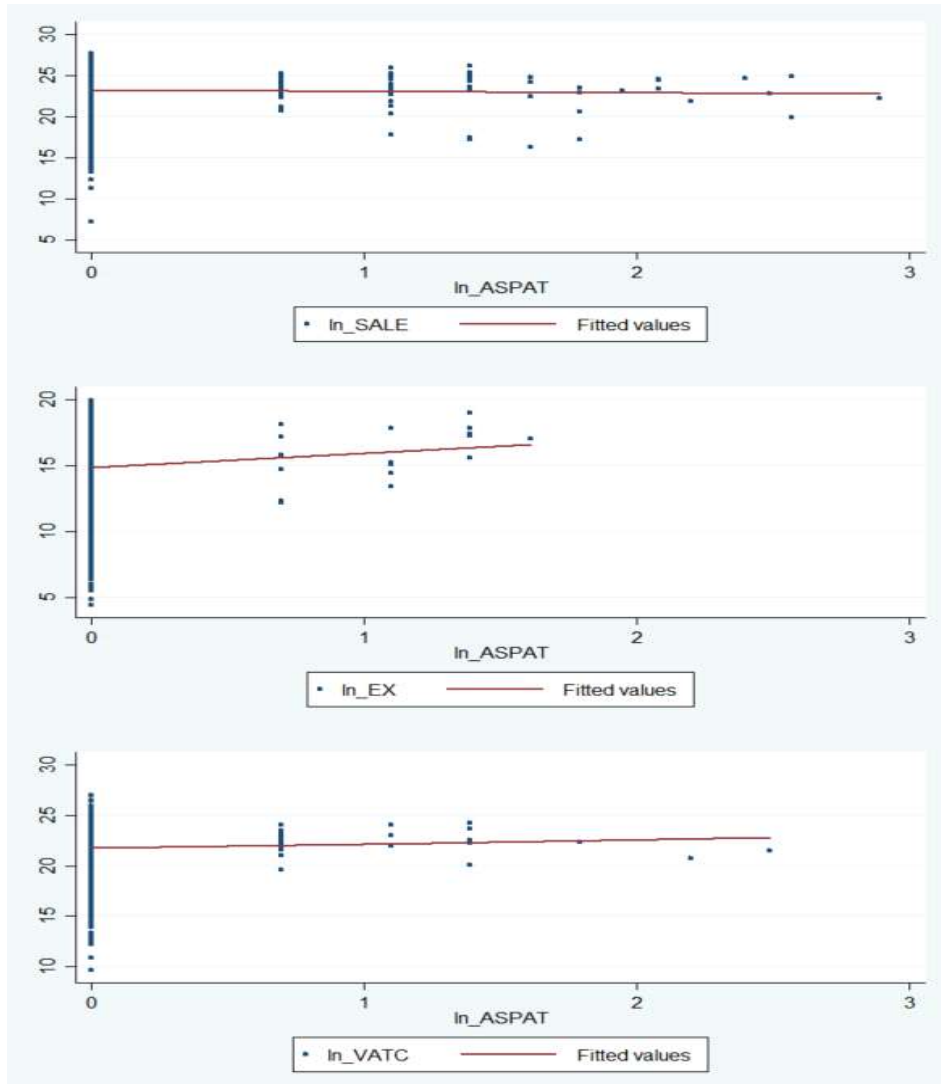 30
25
20
15
10
5
0 1 2 3
ln_ASPAT
ln_SALE Fitted values
20
15
10
5
0 1 2 3
ln_ASPAT
ln_EX Fitted values
30
25
20
15
10
0 1 2 3
ln_ASPAT
ln_VATC Fitted values